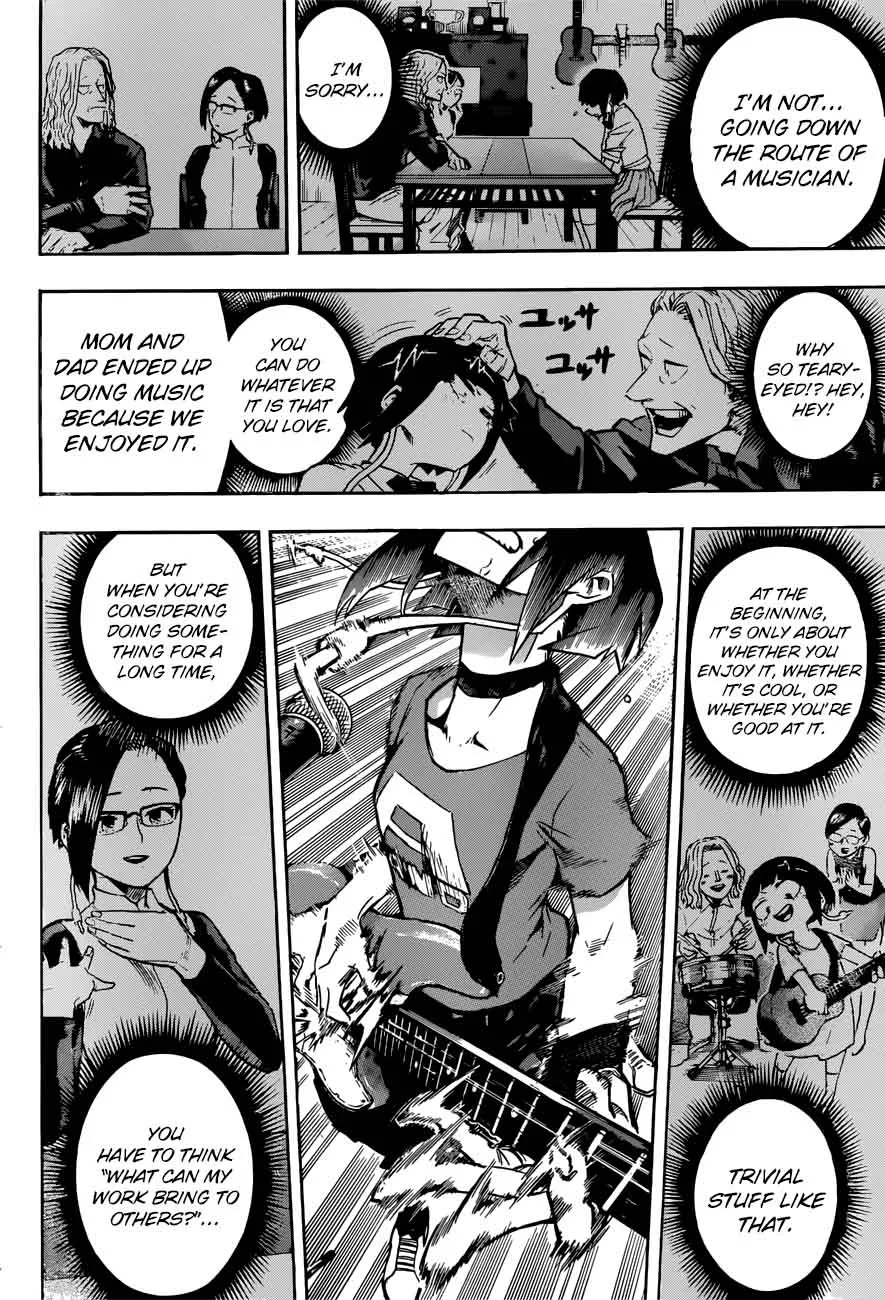 I'M NOT...
GOING DOWN
THE ROUTE OF
A MUSICIAN.
I'M
SORRY...
WHY
SO TEARY-
EYED!? HEY,
HEY!
ユッサ
ユッサ
YOU
CAN DO
WHATEVER
IT IS THAT
YOU LOVE.
MOM AND
DAD ENDED UP
DOING MUSIC
BECAUSE WE
ENJOYED IT.
AT THE
BEGINNING,
IT'S ONLY ABOUT
WHETHER YOU
ENJOY IT, WHETHER
IT'S COOL, OR
WHETHER YOU'RE
GOOD AT IT.
TRIVIAL
STUFF LIKE
THAT.
BUT
WHEN YOU'RE
CONSIDERING
DOING SOME-
THING FOR A
LONG TIME,
YOU
HAVE TO THINK
"WHAT CAN MY
WORK BRING TO
OTHERS?"...